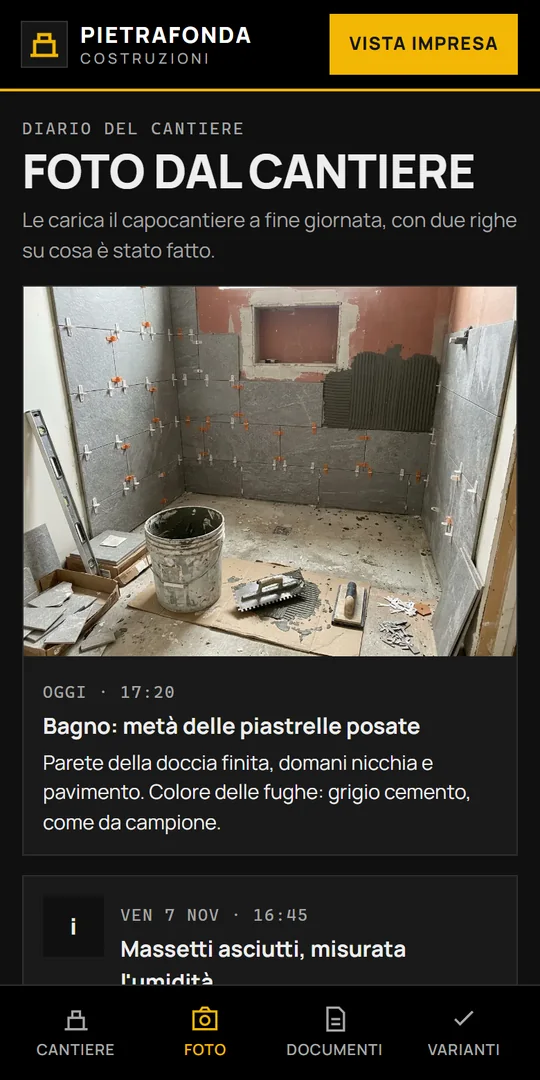 PIETRAFONDA
COSTRUZIONI
VISTA IMPRESA
DIARIO DEL CANTIERE
FOTO DAL CANTIERE
Le carica il capocantiere a fine giornata, con due righe
su cosa è stato fatto.
OGGI · 17:20
Bagno: metà delle piastrelle posate
Parete della doccia finita, domani nicchia e
pavimento. Colore delle fughe: grigio cemento,
come da campione.
i
VEN 7 NOV · 16:45
Massetti asciutti, misurata
l'umidità
CANTIERE
FOTO
DOCUMENTI
VARIANTI